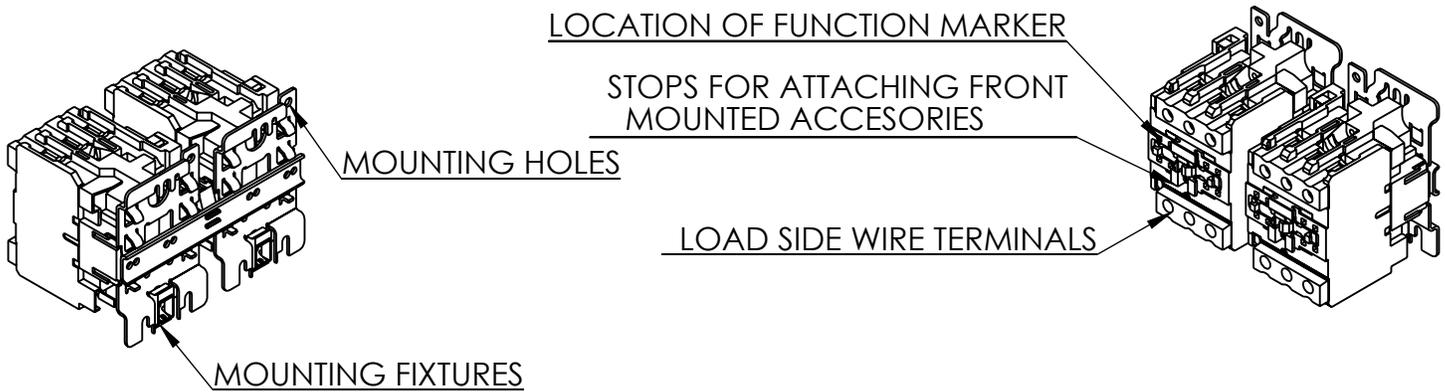 LOCATION OF FUNCTION MARKER
STOPS FOR ATTACHING FRONT
MOUNTED ACCESORIES
MOUNTING HOLES
LOAD SIDE WIRE TERMINALS
MOUNTING FIXTURES